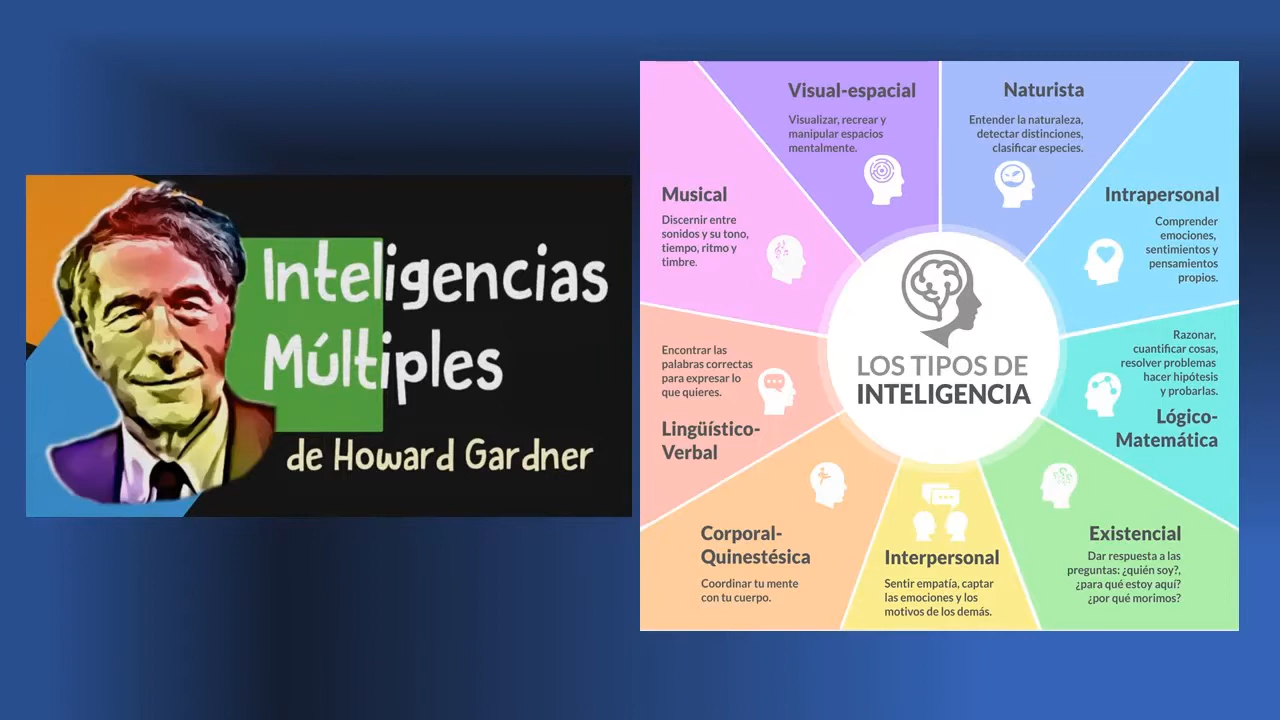 Inteligencias
Múltiples
de Howard Gardner
Visual-espacial
Visualizar, recrear y
manipular espacios
mentalmente.
Naturista
Entender la naturaleza,
detectar distinciones,
clasificar especies.
Musical
Discernir entre
sonidos y su tono,
tiempo, ritmo y
timbre.
Intrapersonal
Comprender
emociones,
sentimientos y
pensamientos
propios.
LOS TIPOS DE
INTELIGENCIA
Encontrar las
palabras correctas
para expresar lo
que quieres.
Lingüístico-
Verbal
Razonar,
cuantificar cosas,
resolver problemas
hacer hipótesis
y probarlas.
Lógico-
Matemática
Corporal-
Quinestésica
Coordinar tu mente
con tu cuerpo.
Interpersonal
Sentir empatía, captar
las emociones y los
motivos de los demás.
Existencial
Dar respuesta a las
preguntas: ¿quién soy?,
¿para qué estoy aquí?
¿por qué morimos?